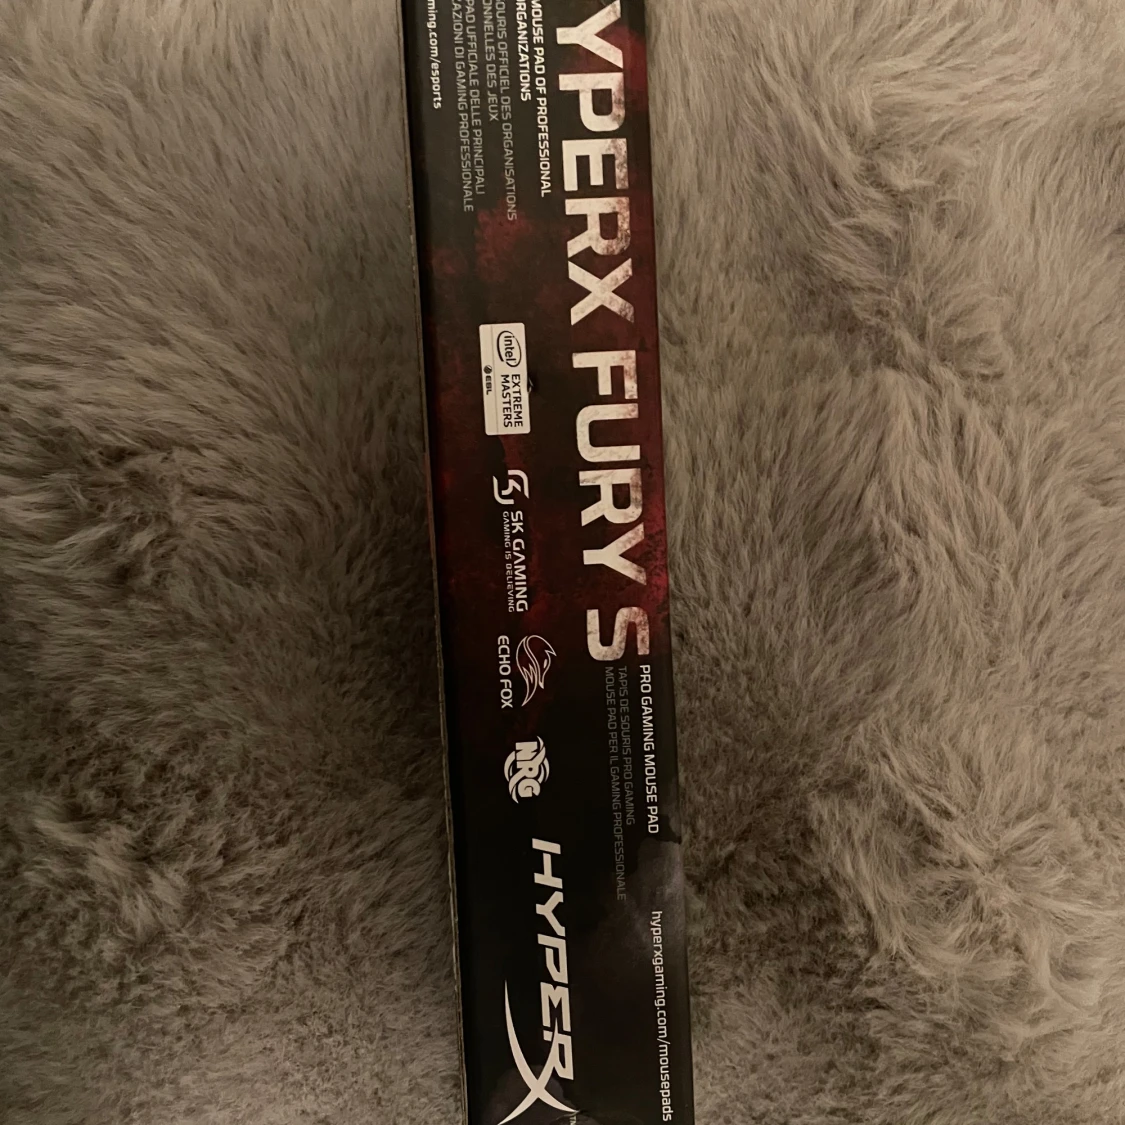 YPERX FURY S
PRO GAMING MOUSE PAD
TAPIS DE SOURIS PRO GAMING
MOUSE PAD PER IL GAMING PROFESSIONALE
hyperxgaming.com/mousepads
MOUSE PAD OF PROFESSIONAL
RGANIZATIONS
OURIS OFFICIEL DES ORGANISATIONS
ONNELLES DES JEUX
PAD UFFICIALE DELLE PRINCIPALI
ZAZIONI DI GAMING PROFESSIONALE
ming.com/esports
intel
EXTREME
MASTERS
ESL
SK GAMING
GAMING IS BELIEVING
ECHO FOX
NRG
HYPERX
TM